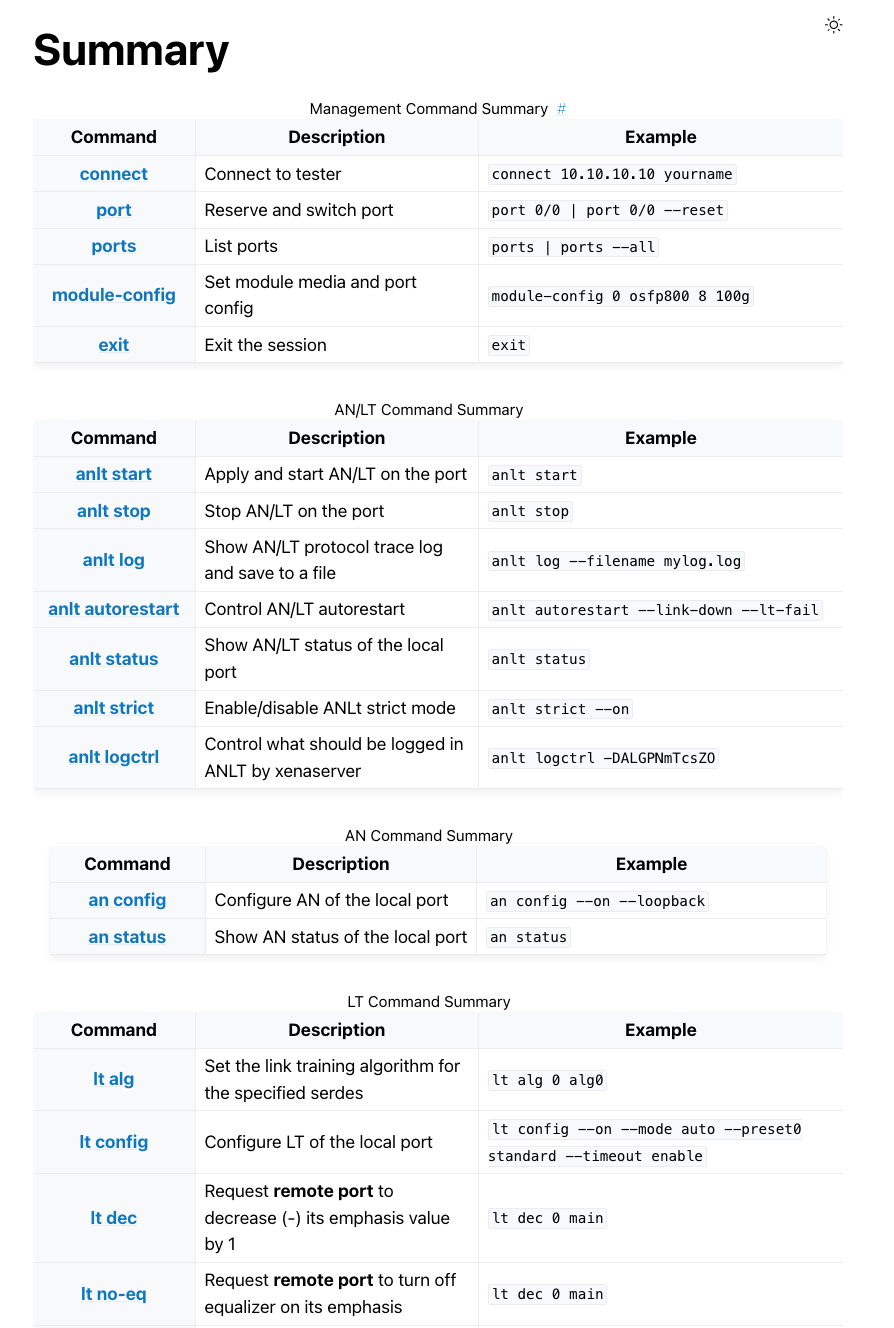 Summary
Management Command Summary #
Command Description Example
connect Connect to tester connect 10.10.10.10 yourname
port Reserve and switch port port 0/0 | port 0/0 --reset
ports List ports ports | ports --all
module-config Set module media and port
config module-config 0 osfp800 8 100g
exit Exit the session exit
AN/LT Command Summary
Command Description Example
anlt start Apply and start AN/LT on the port anlt start
anlt stop Stop AN/LT on the port anlt stop
anlt log Show AN/LT protocol trace log
and save to a file anlt log --filename mylog.log
anlt autorestart Control AN/LT autorestart anlt autorestart --link-down --lt-fail
anlt status Show AN/LT status of the local
port anlt status
anlt strict Enable/disable ANLt strict mode anlt strict --on
anlt logctrl Control what should be logged in
ANLT by xenaserver anlt logctrl -DALGPNmTcsZO
AN Command Summary
Command Description Example
an config Configure AN of the local port an config --on --loopback
an status Show AN status of the local port an status
LT Command Summary
Command Description Example
lt alg Set the link training algorithm for
the specified serdes lt alg 0 alg0
lt config Configure LT of the local port lt config --on --mode auto --preset0
standard --timeout enable
lt dec Request remote port to
decrease (-) its emphasis value
by 1 lt dec 0 main
lt no-eq Request remote port to turn off
equalizer on its emphasis lt dec 0 main